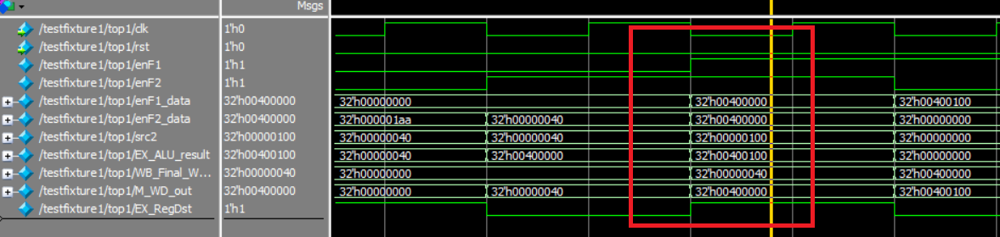 Msgs
/testfixture1/top1/clk 1'h0
/testfixture1/top1/rst 1'h0
/testfixture1/top1/enF1 1'h1
/testfixture1/top1/enF2 1'h1
/testfixture1/top1/enF1_data 32'h00400000 32'h00000000 32'h00400000 32'h00400100
/testfixture1/top1/enF2_data 32'h00400000 32'h000001aa 32'h00000040 32'h00400000 32'h00000000
/testfixture1/top1/src2 32'h00000100 32'h00000040 32'h00000040 32'h00000100 32'h00000000
/testfixture1/top1/EX_ALU_result 32'h00400100 32'h00000040 32'h00400000 32'h00400100 32'h00000000
/testfixture1/top1/WB_Final_W... 32'h00000040 32'h00000000 32'h00000040 32'h00400000
/testfixture1/top1/M_WD_out 32'h00400000 32'h00000000 32'h00000040 32'h00400000 32'h00400100
/testfixture1/top1/EX_RegDst 1'h1